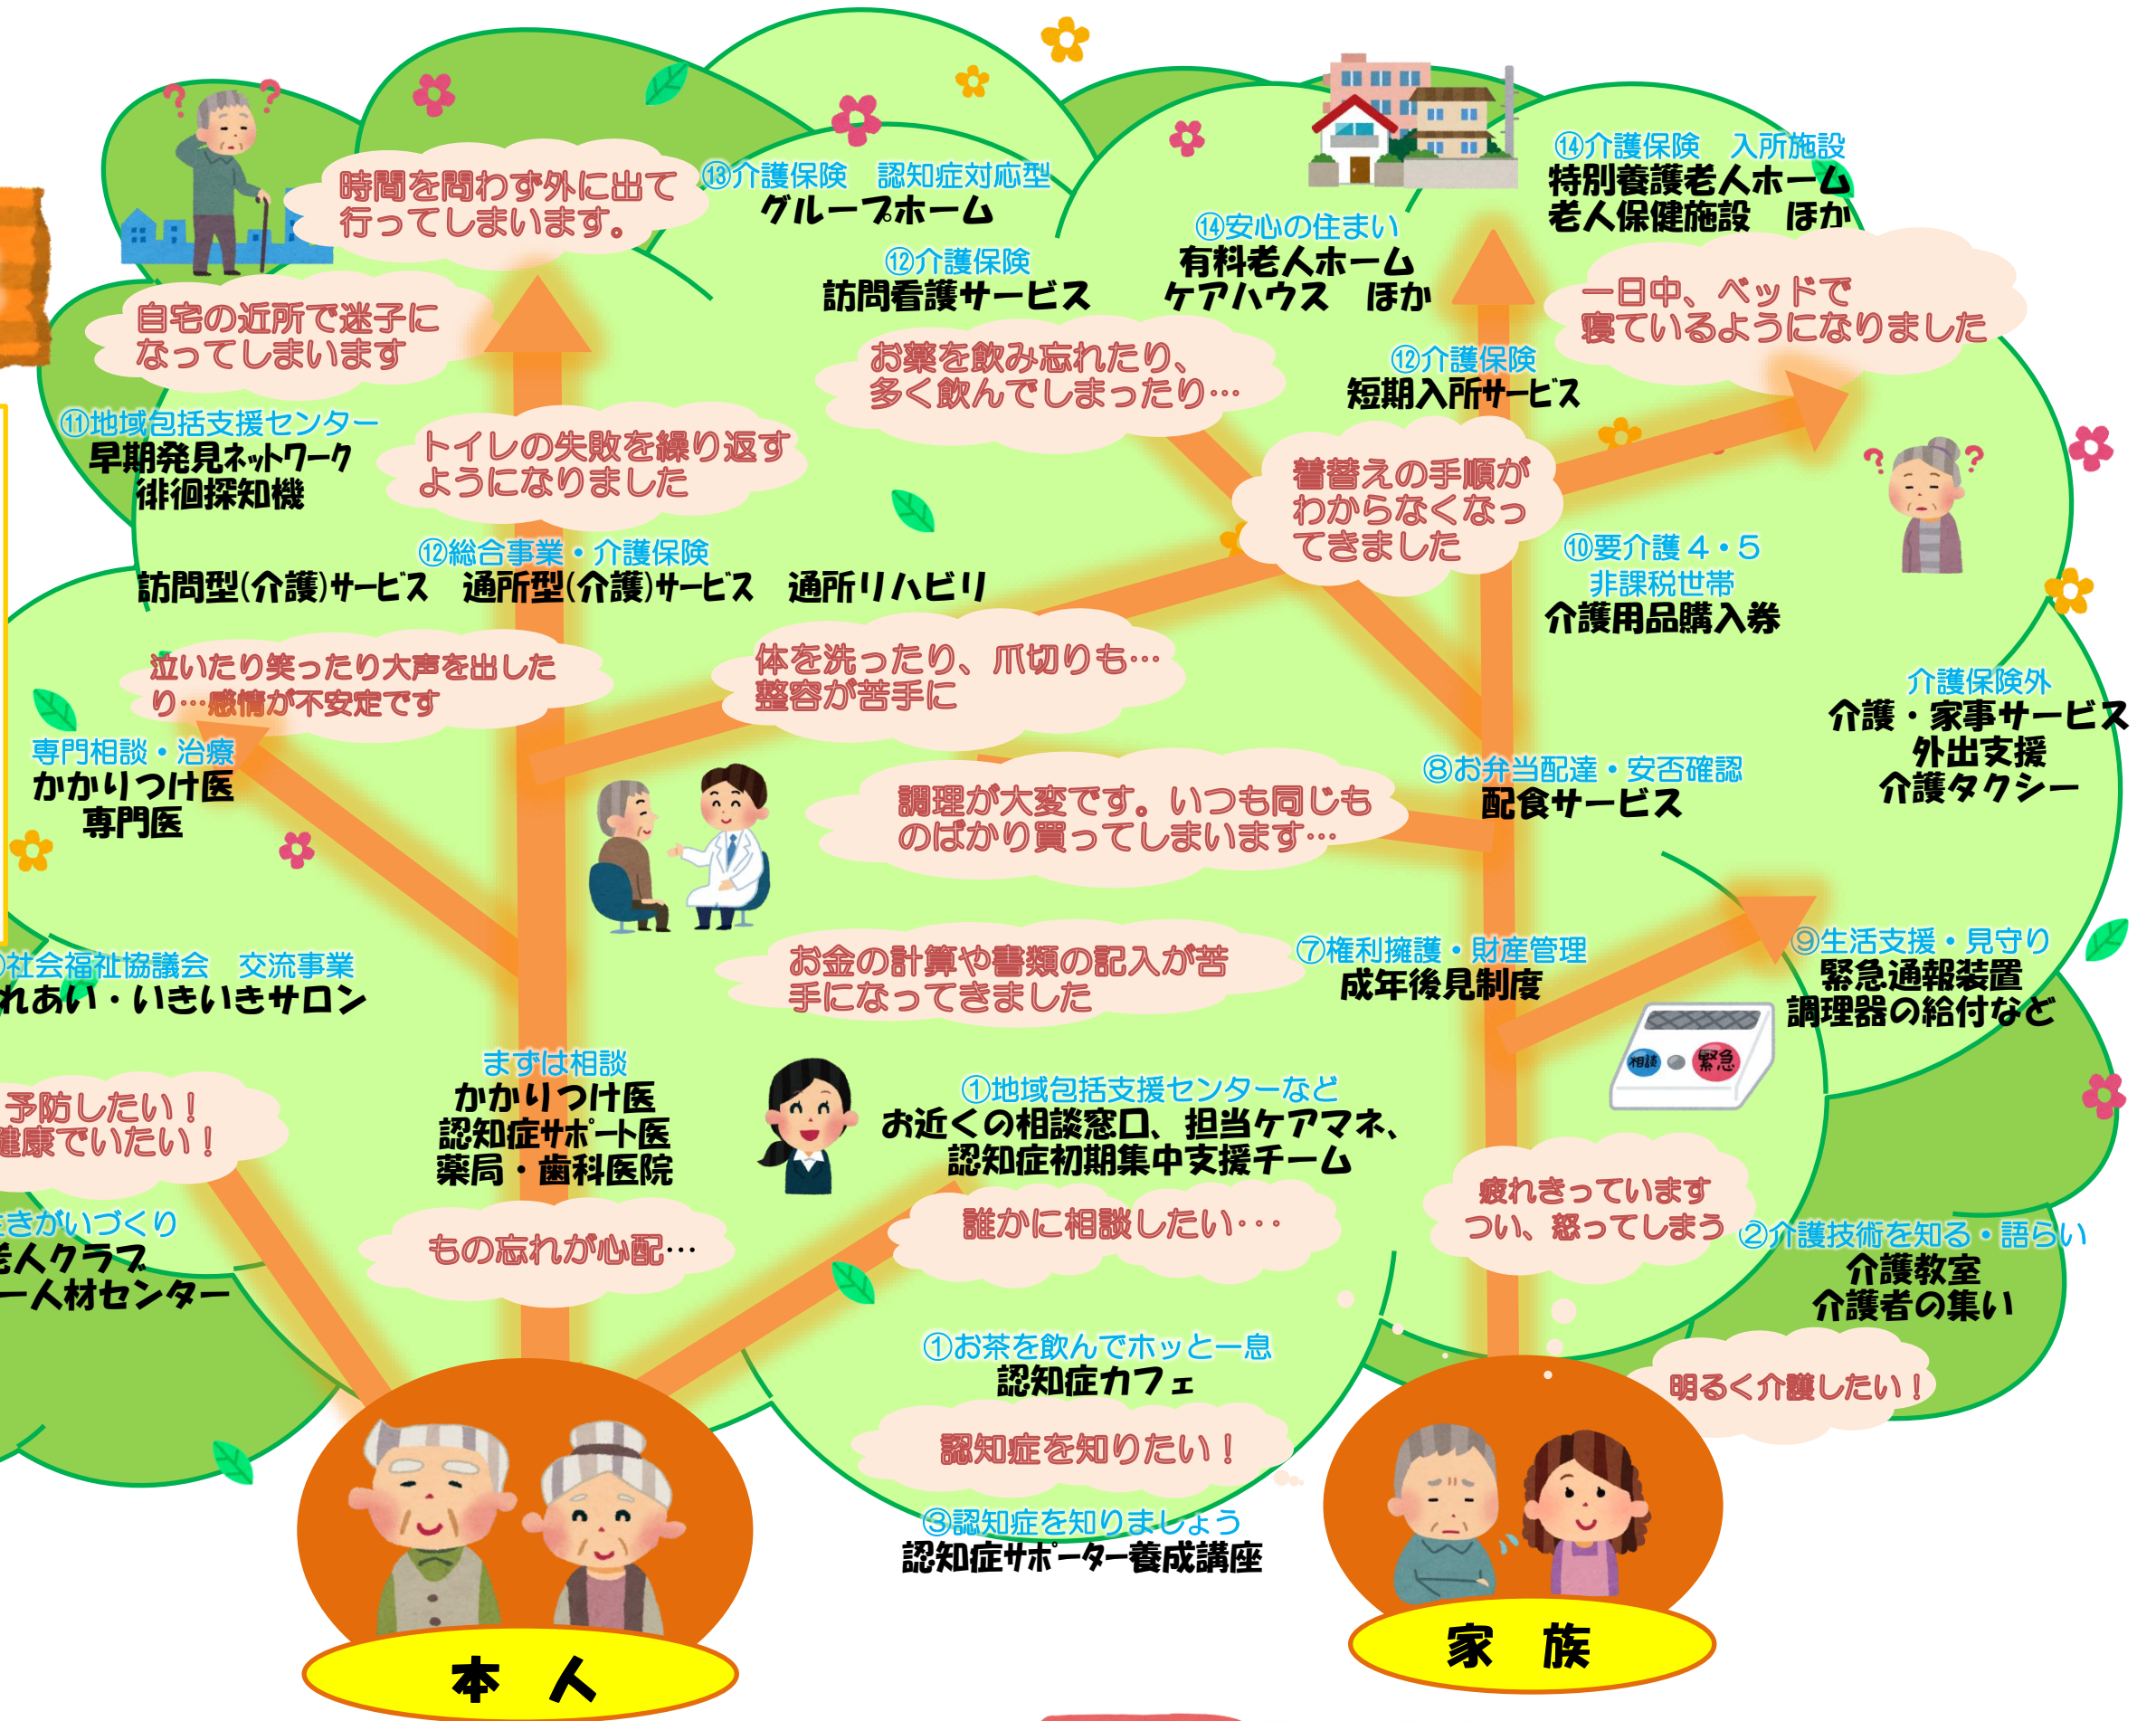 時間を問わず外に出て
行ってしまいます。
⑬介護保険　認知症対応型
グループホーム
⑭介護保険　入所施設
特別養護老人ホーム
老人保健施設　ほか
⑭安心の住まい
有料老人ホーム
ケアハウス　ほか
⑫介護保険
訪問看護サービス
自宅の近所で迷子に
なってしまいます
一日中、ベッドで
寝ているようになりました
お薬を飲み忘れたり、
多く飲んでしまったり…
⑫介護保険
短期入所サービス
⑪地域包括支援センター
早期発見ネットワーク
徘徊探知機
トイレの失敗を繰り返す
ようになりました
着替えの手順が
わからなくなっ
てきました
⑫総合事業・介護保険
訪問型(介護)サービス　通所型(介護)サービス　通所リハビリ
⑩要介護４・５
非課税世帯
介護用品購入券
泣いたり笑ったり大声を出した
り…感情が不安定です
体を洗ったり、爪切りも…
整容が苦手に
介護保険外
介護・家事サービス
外出支援
介護タクシー
専門相談・治療
かかりつけ医
専門医
調理が大変です。いつも同じも
のばかり買ってしまいます…
⑧お弁当配達・安否確認
配食サービス
社会福祉協議会　交流事業
れあい・いきいきサロン
お金の計算や書類の記入が苦
手になってきました
⑦権利擁護・財産管理
成年後見制度
⑨生活支援・見守り
緊急通報装置
調理器の給付など
相談　緊急
予防したい！
健康でいたい！
まずは相談
かかりつけ医
認知症サポート医
薬局・歯科医院
①地域包括支援センターなど
お近くの相談窓口、担当ケアマネ、
認知症初期集中支援チーム
きがいづくり
老人クラブ
ー人材センター
もの忘れが心配…
誰かに相談したい…
疲れきっています
つい、怒ってしまう
②介護技術を知る・語らい
介護教室
介護者の集い
①お茶を飲んでホッと一息
認知症カフェ
明るく介護したい！
認知症を知りたい！
③認知症を知りましょう
認知症サポーター養成講座
本　人
家　族